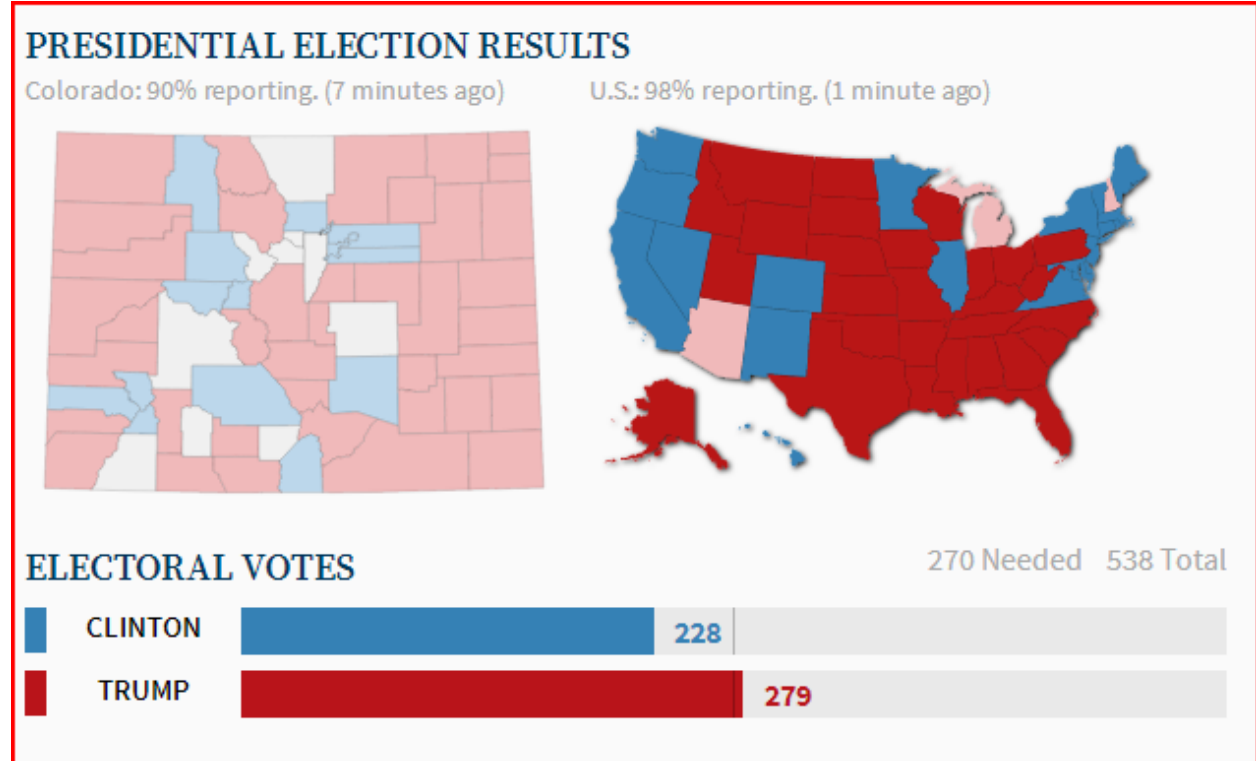 PRESIDENTIAL ELECTION RESULTS
Colorado: 90% reporting. (7 minutes ago) U.S.: 98% reporting. (1 minute ago)
ELECTORAL VOTES 270 Needed 538 Total
CLINTON 228
TRUMP 279